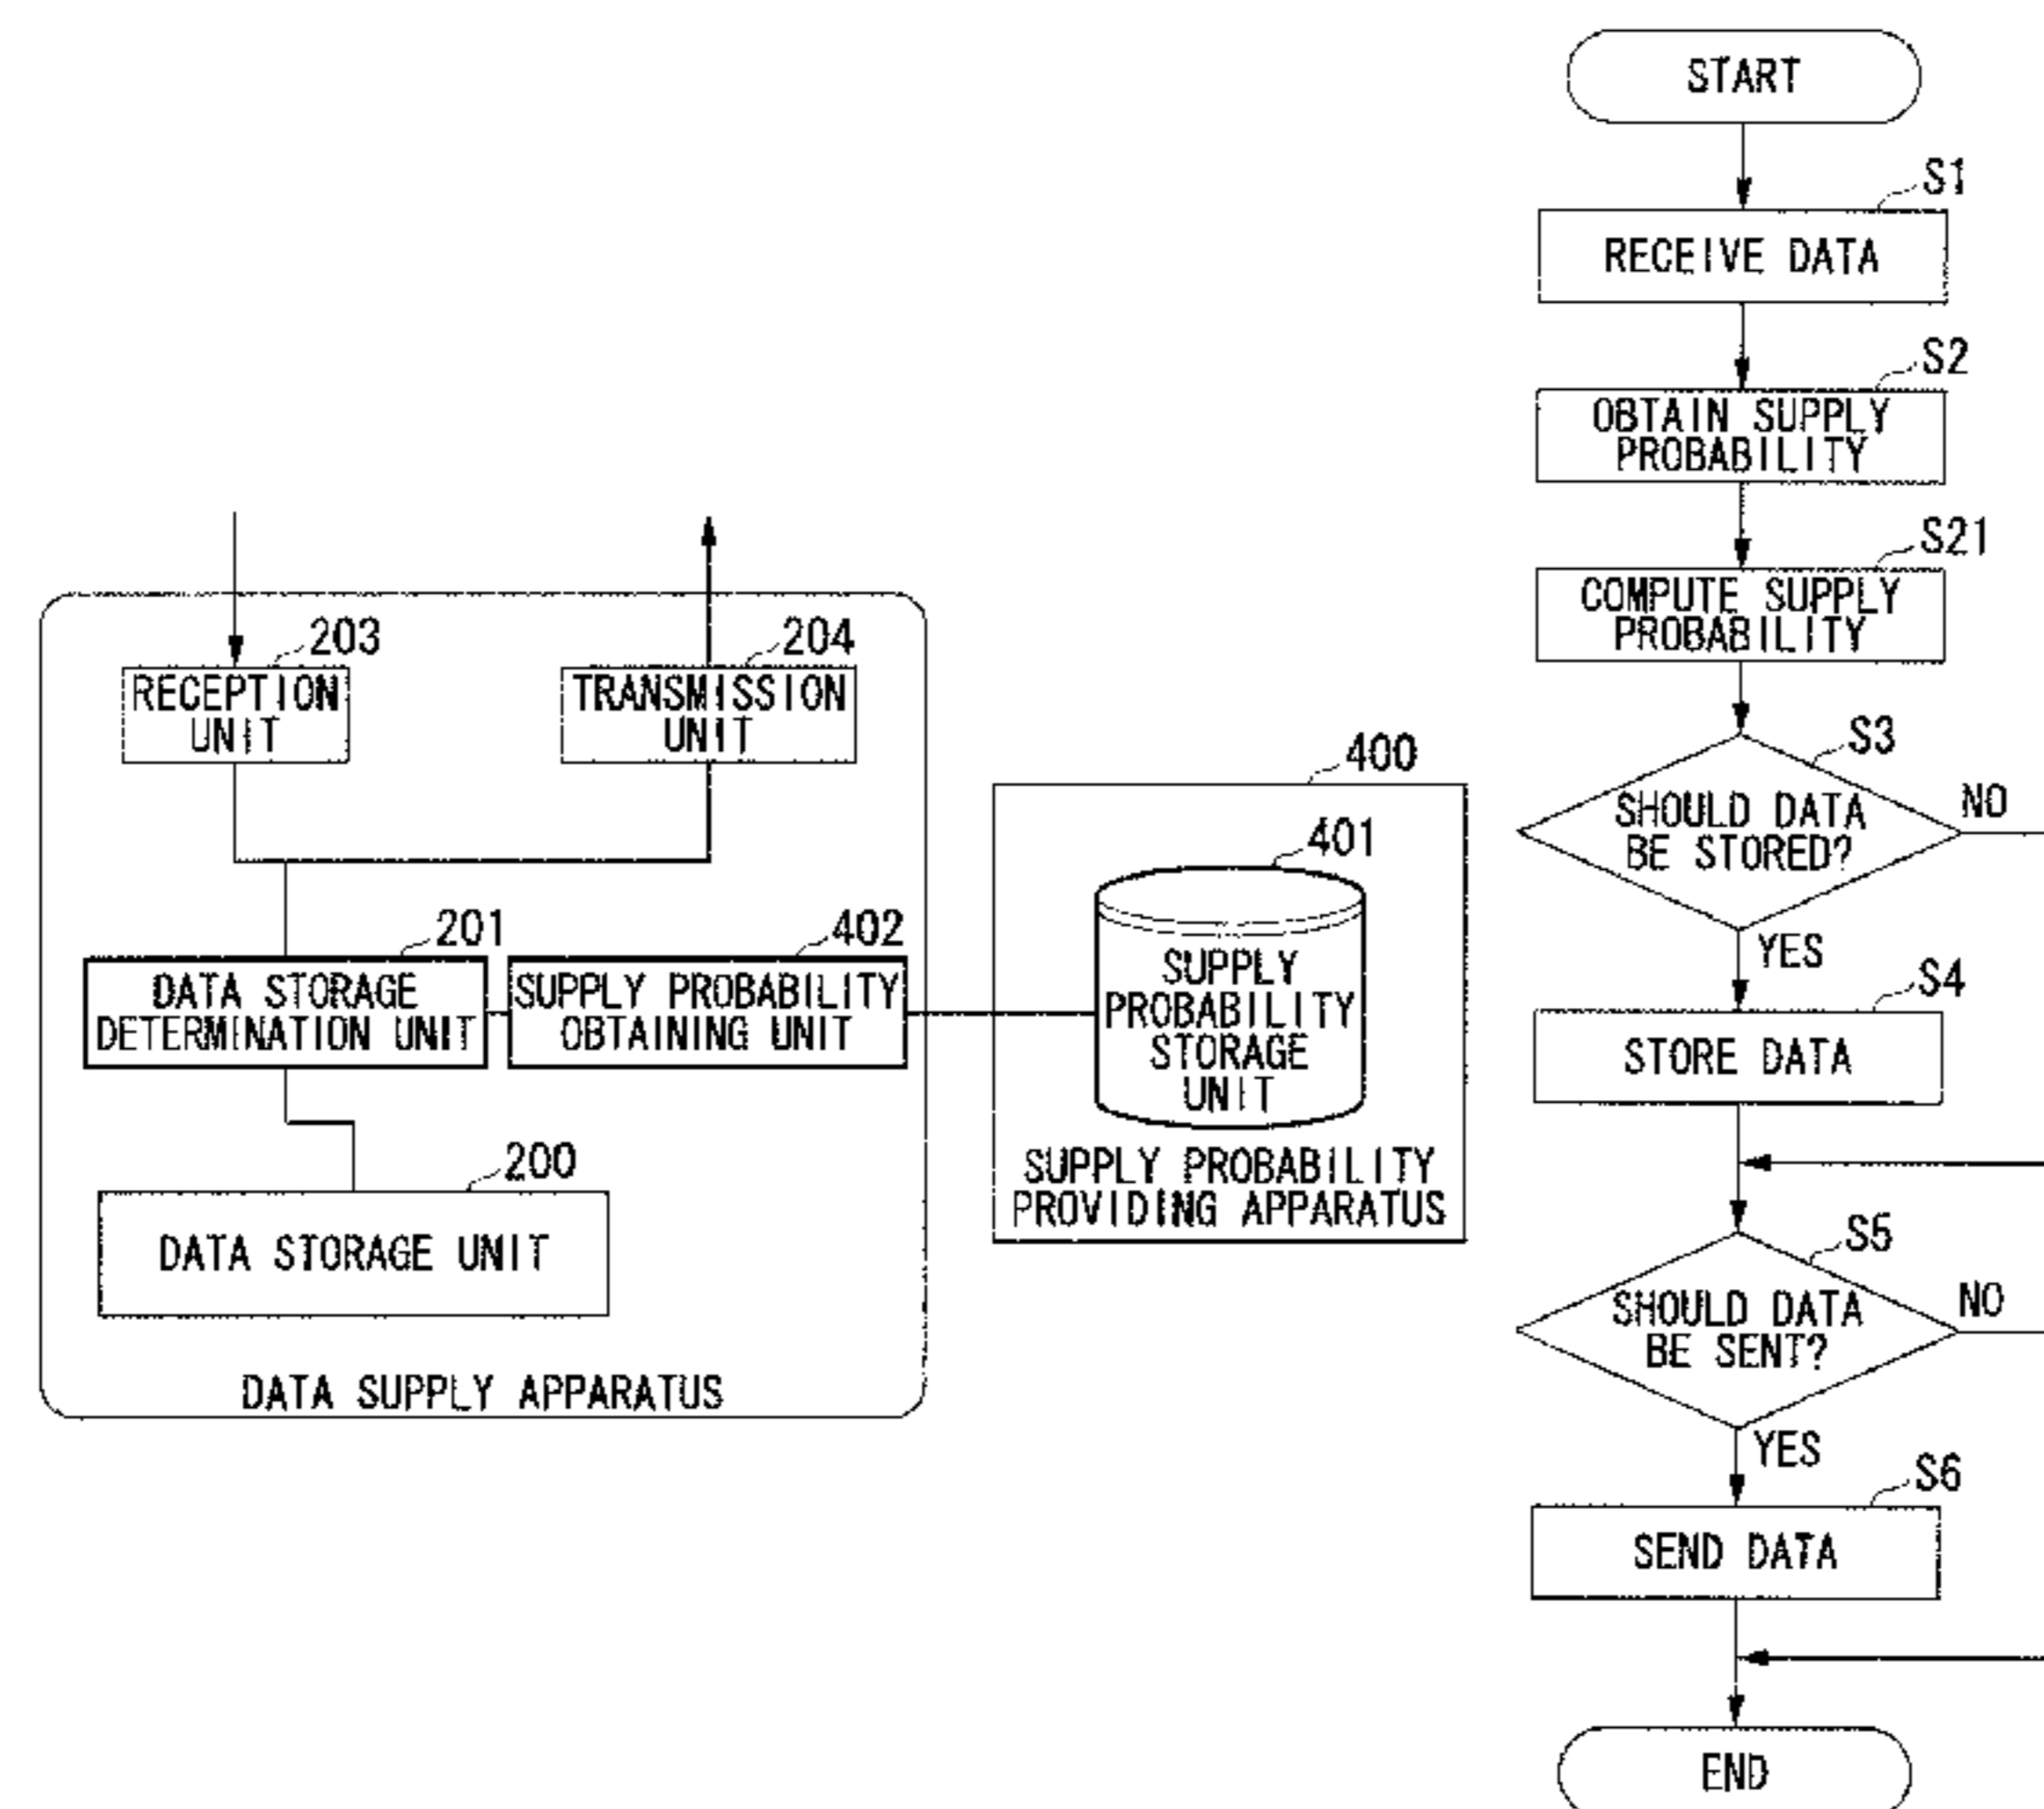 203
RECEPTION
UNIT
204
TRANSMISSION
UNIT
201
DATA STORAGE
DETERMINATION UNIT
402
SUPPLY PROBABILITY
OBTAINING UNIT
200
DATA STORAGE UNIT
DATA SUPPLY APPARATUS
400
401
SUPPLY
PROBABILITY
STORAGE
UNIT
SUPPLY PROBABILITY
PROVIDING APPARATUS
START
S1
RECEIVE DATA
S2
OBTAIN SUPPLY
PROBABILITY
S21
COMPUTE SUPPLY
PROBABILITY
S3
SHOULD DATA
BE STORED?
NO
YES
S4
STORE DATA
S5
SHOULD DATA
BE SENT?
NO
YES
S6
SEND DATA
END